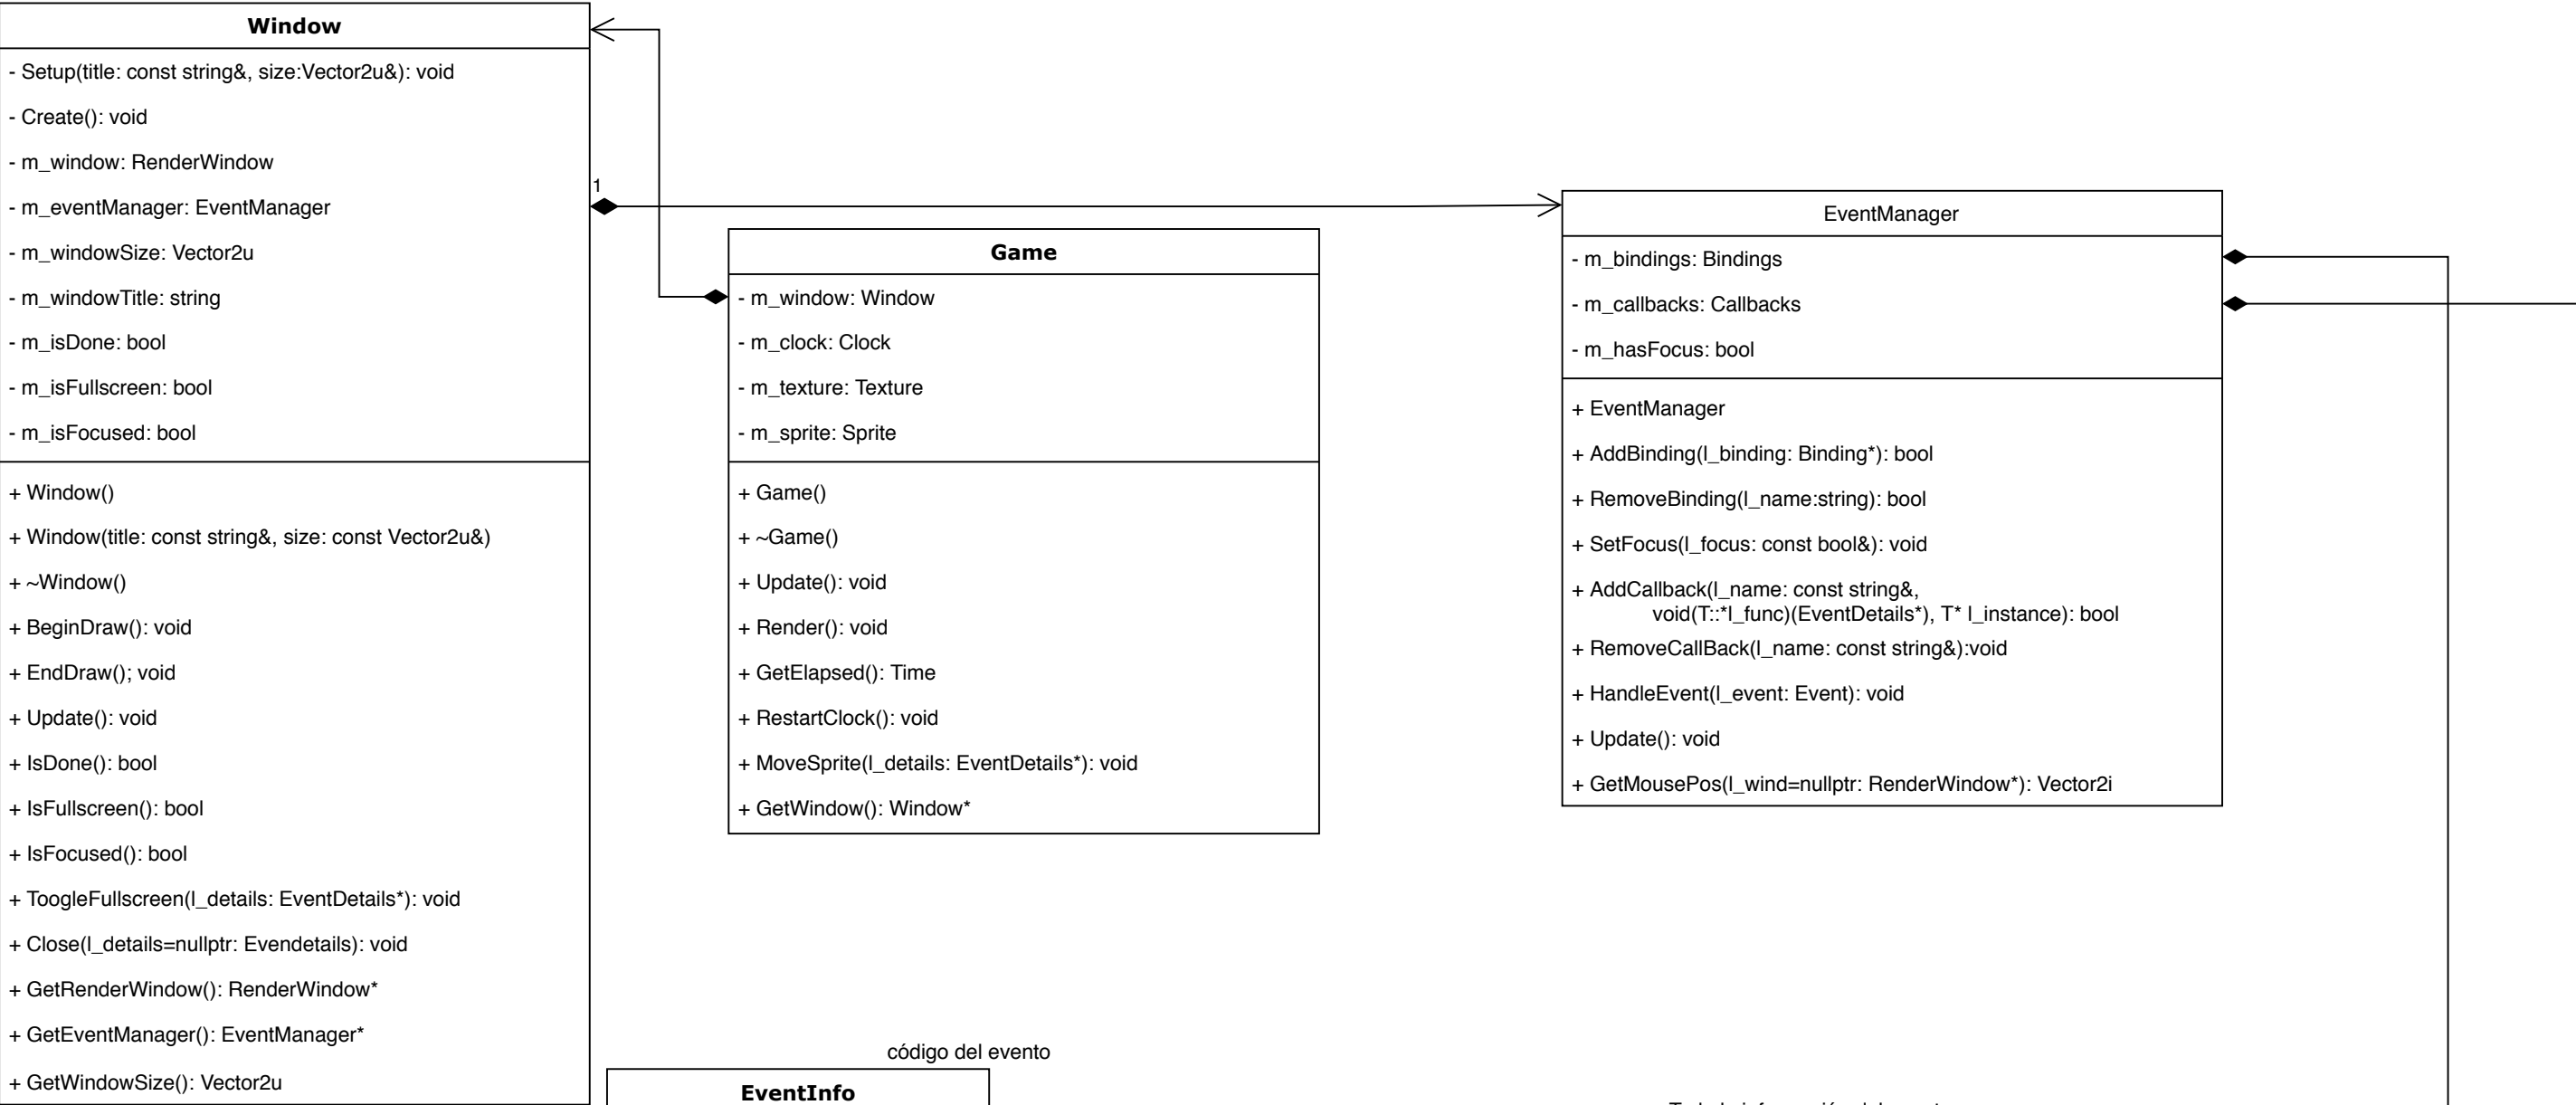 Window
- Setup(title: const string&, size:Vector2u&): void
- Create(): void
- m_window: RenderWindow
- m_eventManager: EventManager
- m_windowSize: Vector2u
- m_windowTitle: string
- m_isDone: bool
- m_isFullscreen: bool
- m_isFocused: bool
+ Window()
+ Window(title: const string&, size: const Vector2u&)
+ ~Window()
+ BeginDraw(): void
+ EndDraw(); void
+ Update(): void
+ IsDone(): bool
+ IsFullscreen(): bool
+ IsFocused(): bool
+ ToogleFullscreen(l_details: EventDetails*): void
+ Close(l_details=nullptr: Evendetails): void
+ GetRenderWindow(): RenderWindow*
+ GetEventManager(): EventManager*
+ GetWindowSize(): Vector2u
1
Game
- m_window: Window
- m_clock: Clock
- m_texture: Texture
- m_sprite: Sprite
+ Game()
+ ~Game()
+ Update(): void
+ Render(): void
+ GetElapsed(): Time
+ RestartClock(): void
+ MoveSprite(l_details: EventDetails*): void
+ GetWindow(): Window*
EventManager
- m_bindings: Bindings
- m_callbacks: Callbacks
- m_hasFocus: bool
+ EventManager
+ AddBinding(l_binding: Binding*): bool
+ RemoveBinding(l_name:string): bool
+ SetFocus(l_focus: const bool&): void
+ AddCallback(l_name: const string&,
void(T::*l_func)(EventDetails*), T* l_instance): bool
+ RemoveCallBack(l_name: const string&):void
+ HandleEvent(l_event: Event): void
+ Update(): void
+ GetMousePos(l_wind=nullptr: RenderWindow*): Vector2i
código del evento
EventInfo